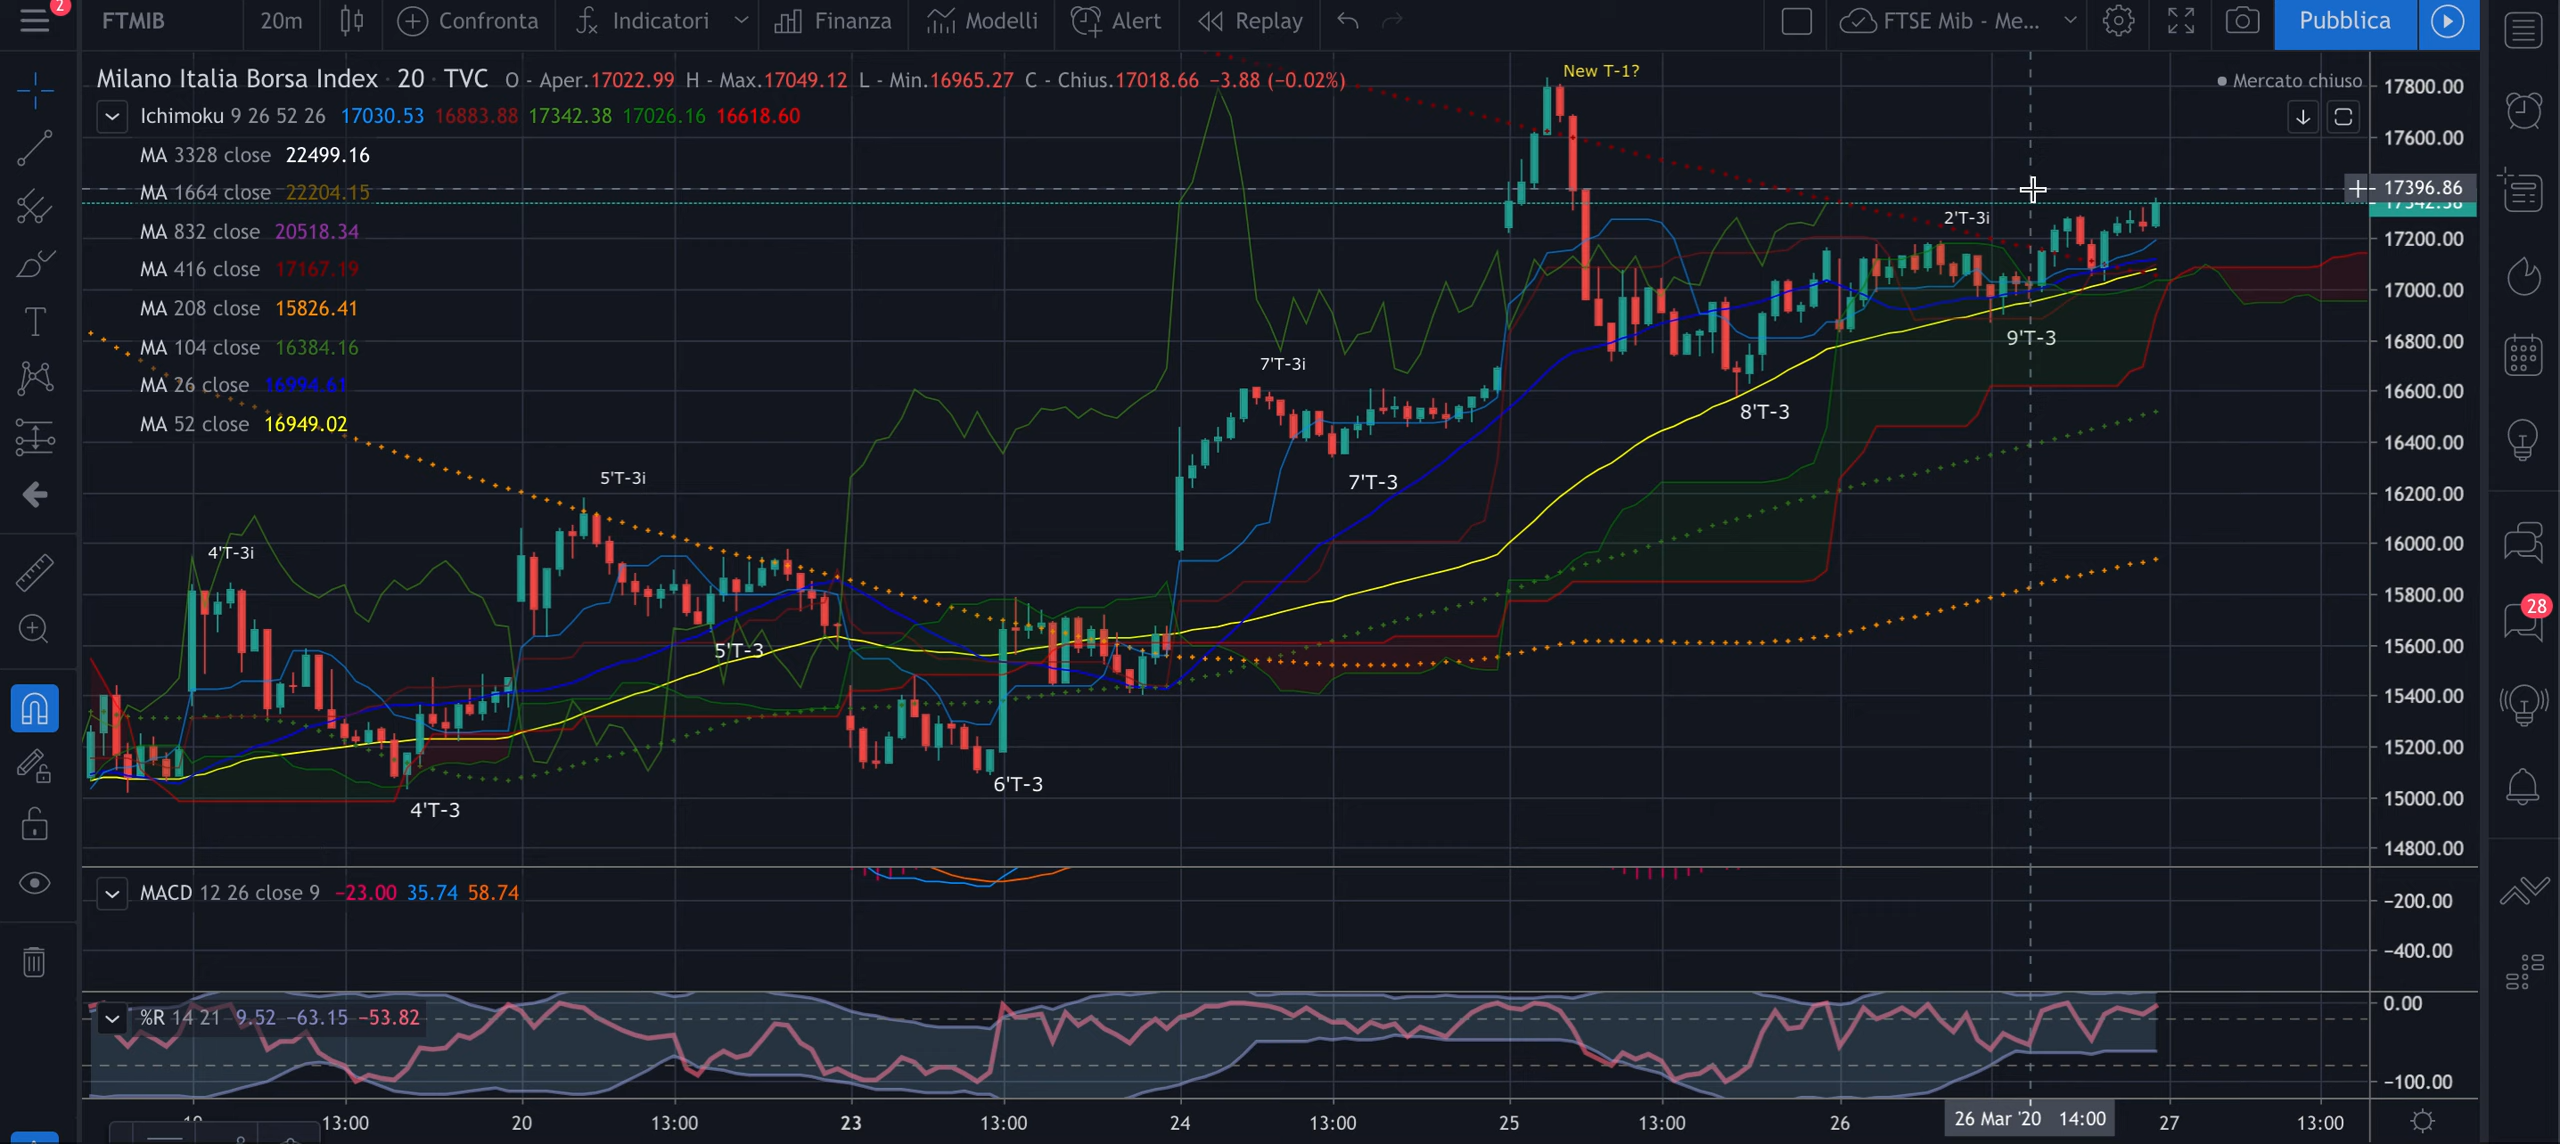 2
FTMIB 20m Confronta Indicatori Finanza Modelli Alert Replay FTSE Mib - Me... Pubblica
Milano Italia Borsa Index · 20 · TVC O - Aper.17022.99 H - Max.17049.12 L - Min.16965.27 C - Chius.17018.66 −3.88 (−0.02%)
Mercato chiuso
Ichimoku 9 26 52 26 17030.53 16883.88 17342.38 17026.16 16618.60
MA 3328 close 22499.16
MA 1664 close 22204.15
MA 832 close 20518.34
MA 416 close 17167.19
MA 208 close 15826.41
MA 104 close 16384.16
MA 26 close 16994.61
MA 52 close 16949.02
New T-1?
2'T-3i
7'T-3i
9'T-3
8'T-3
5'T-3i
7'T-3
4'T-3i
5'T-3
6'T-3
4'T-3
17800.00
17600.00
17396.86
17342.38
17200.00
17000.00
16800.00
16600.00
16400.00
16200.00
16000.00
15800.00
15600.00
15400.00
15200.00
15000.00
14800.00
28
MACD 12 26 close 9 −23.00 35.74 58.74
−200.00
−400.00
%R 14 21 9.52 −63.15 −53.82
0.00
−100.00
13:00 20 13:00 23 13:00 24 13:00 25 13:00 26 26 Mar '20 14:00 27 13:00